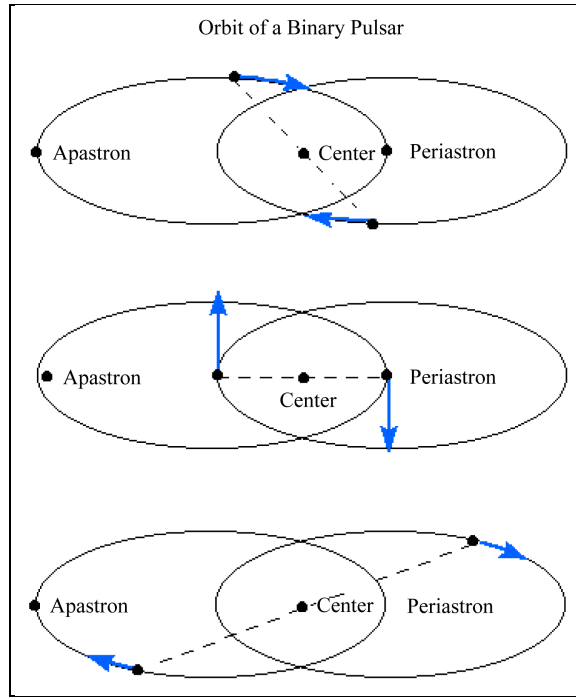 Orbit of a Binary Pulsar
Apastron Center Periastron
Apastron Periastron
Center
Apastron Center Periastron